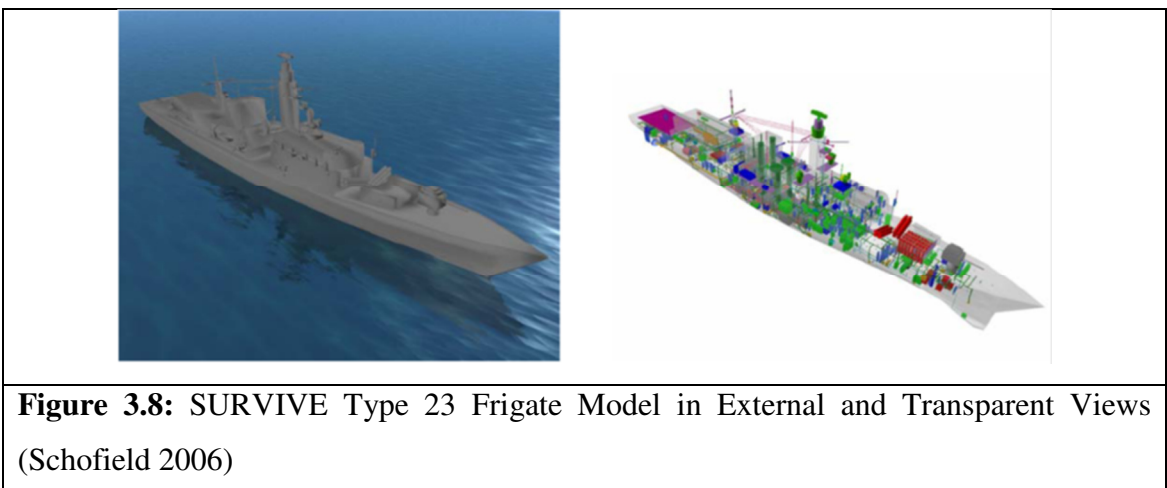 Figure 3.8: SURVIVE Type 23 Frigate Model in External and Transparent Views
(Schofield 2006)